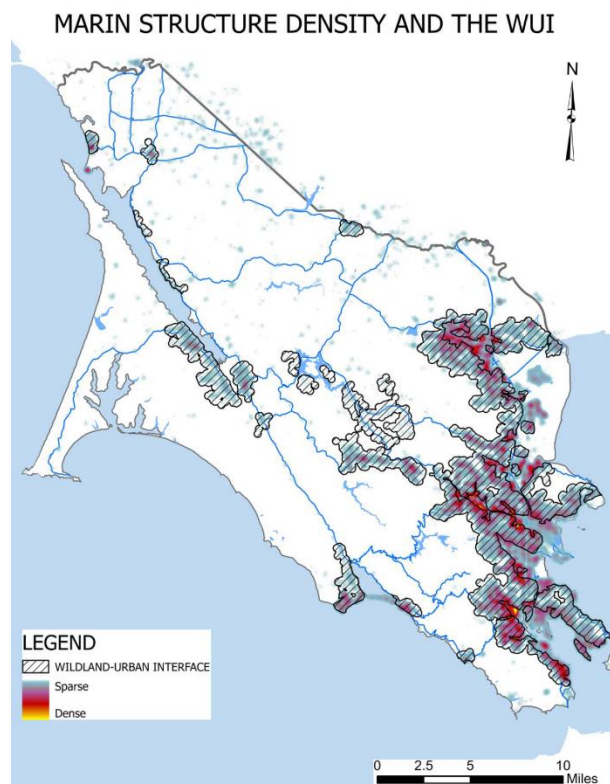 MARIN STRUCTURE DENSITY AND THE WUI
N
LEGEND
WILDLAND-URBAN INTERFACE
Sparse
Dense
0 2.5 5 10
Miles